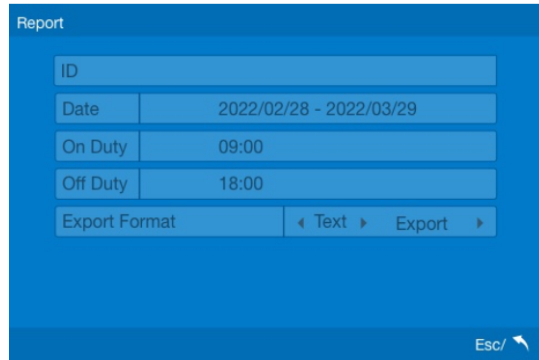 Report
ID
Date 2022/02/28 - 2022/03/29
On Duty 09:00
Off Duty 18:00
Export Format Text Export
Esc/